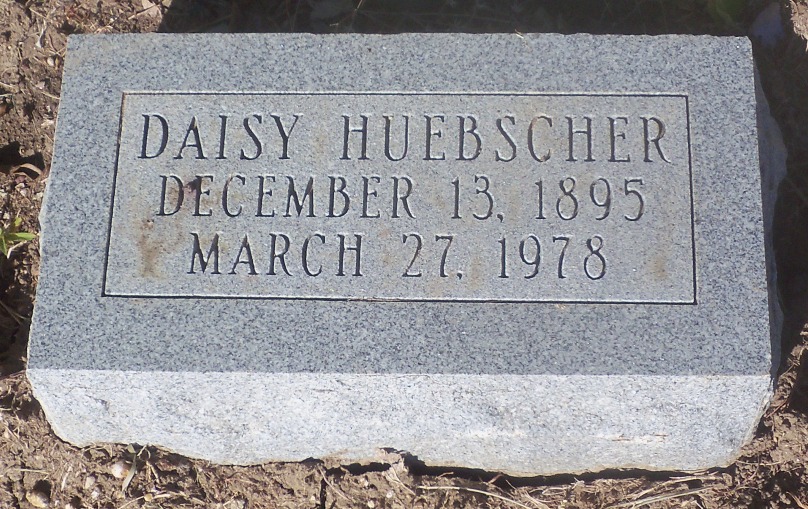 DAISY HUEBSCHER
DECEMBER 13, 1895
MARCH 27, 1978